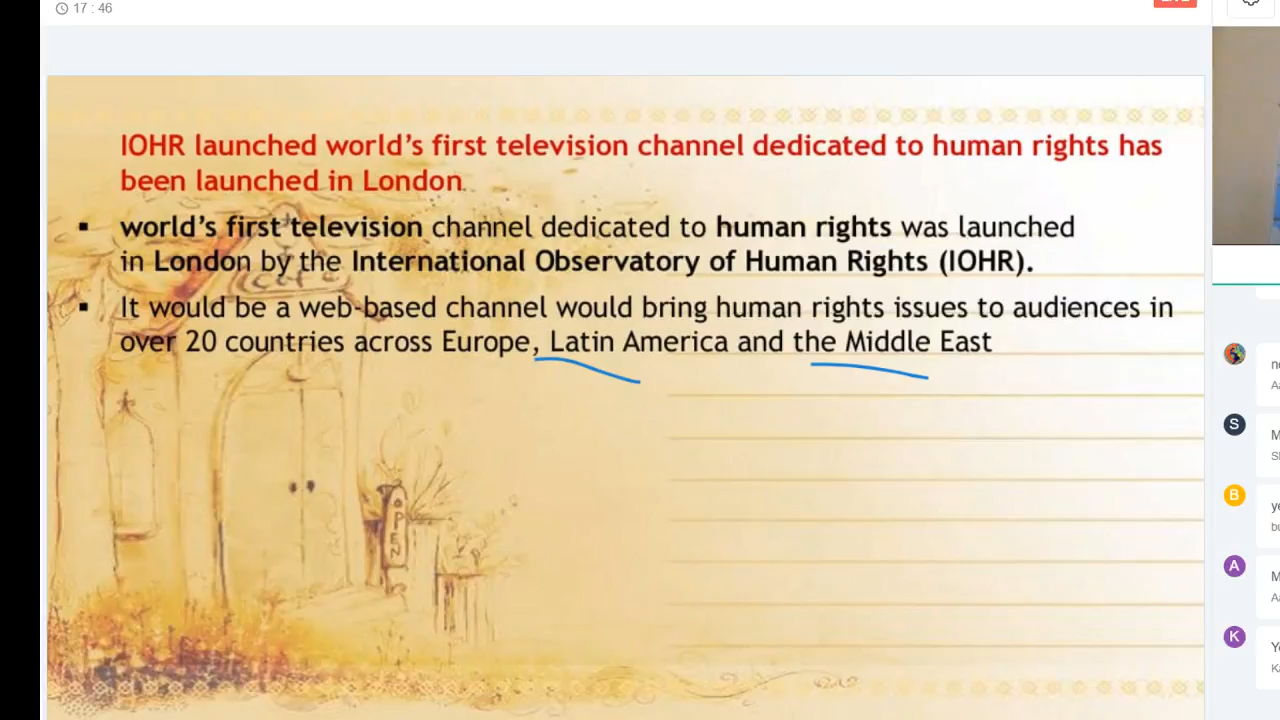 17 : 46
IOHR launched world's first television channel dedicated to human rights has
been launched in London.
▪ world's first television channel dedicated to human rights was launched
in London by the International Observatory of Human Rights (IOHR).
▪ It would be a web-based channel would bring human rights issues to audiences in
over 20 countries across Europe, Latin America and the Middle East
OPEN
S
B
ye
A
K